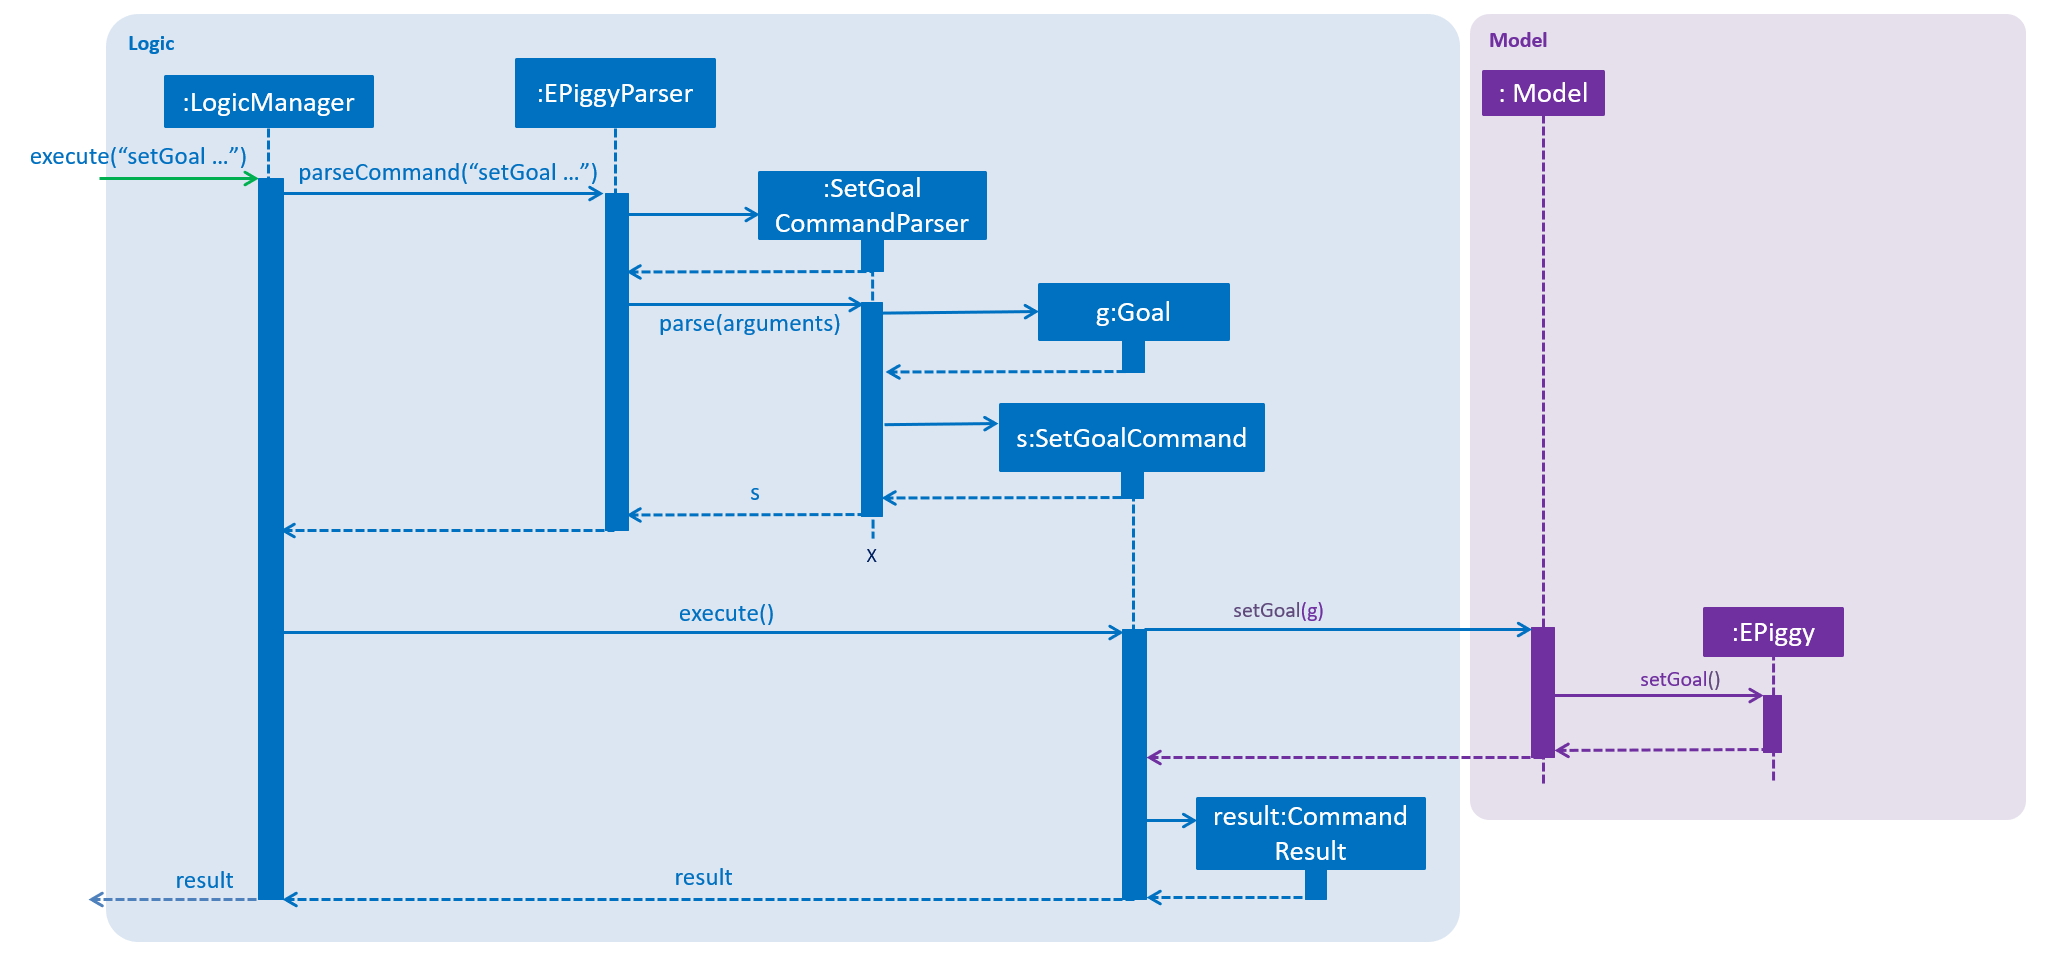 Logic
Model
:LogicManager
:EPiggyParser
: Model
execute(“setGoal ...”)
parseCommand(“setGoal ...”)
:SetGoal
CommandParser
g:Goal
parse(arguments)
s:SetGoalCommand
s
X
execute()
setGoal(g)
:EPiggy
setGoal()
result:Command
Result
result
result